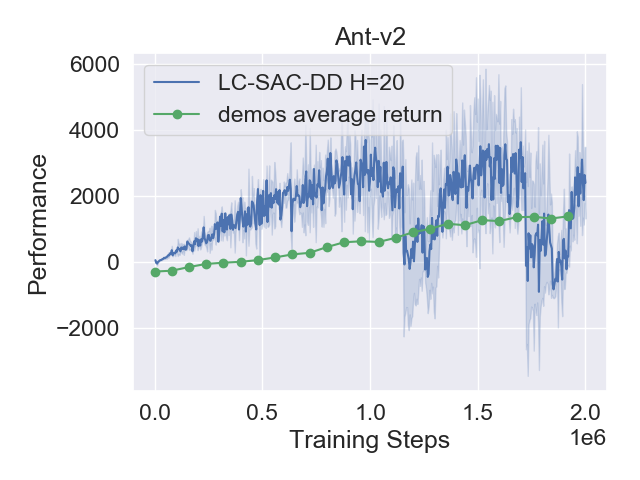 Ant-v2
LC-SAC-DD H=20
demos average return
Performance
6000
4000
2000
0
−2000
0.0 0.5 1.0 1.5 2.0
Training Steps
1e6